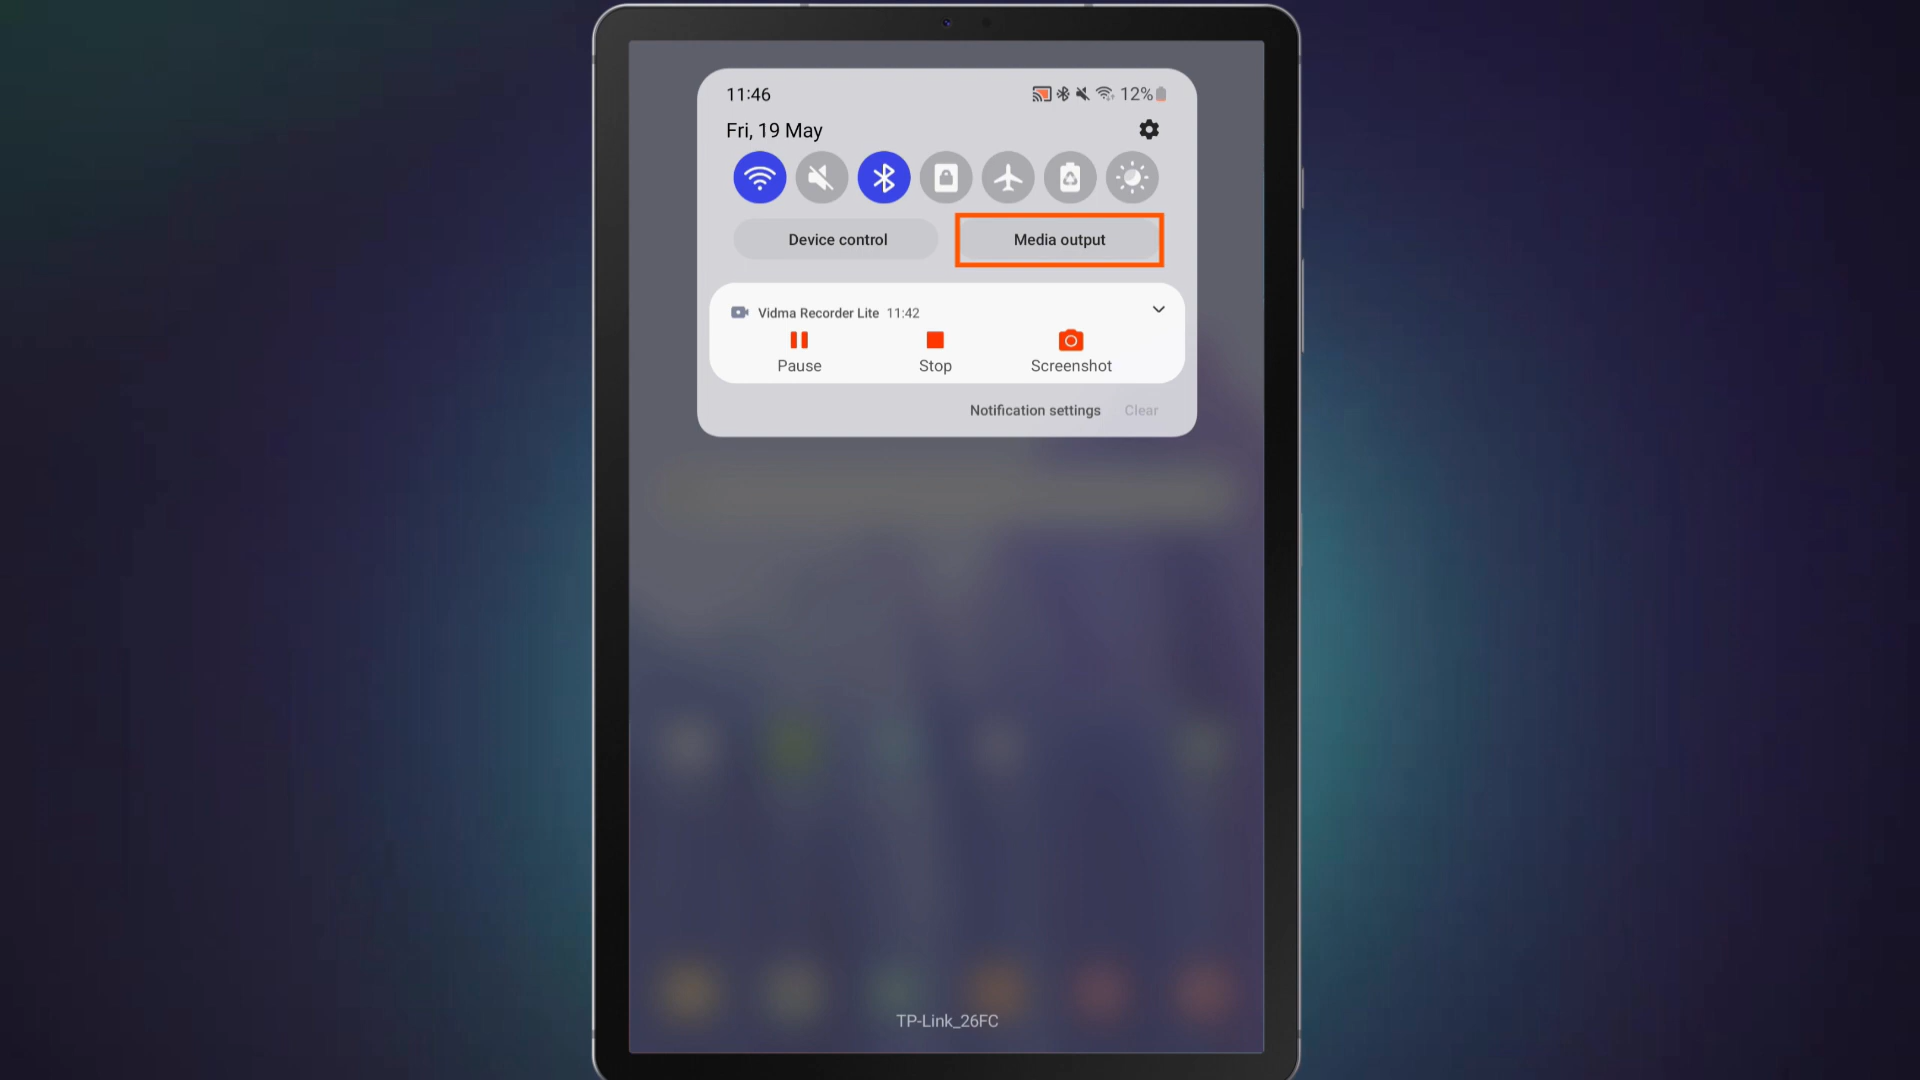 11:46
12%
Fri, 19 May
Device control
Media output
Vidma Recorder Lite 11:42
Pause
Stop
Screenshot
Notification settings
Clear
TP-Link_26FC